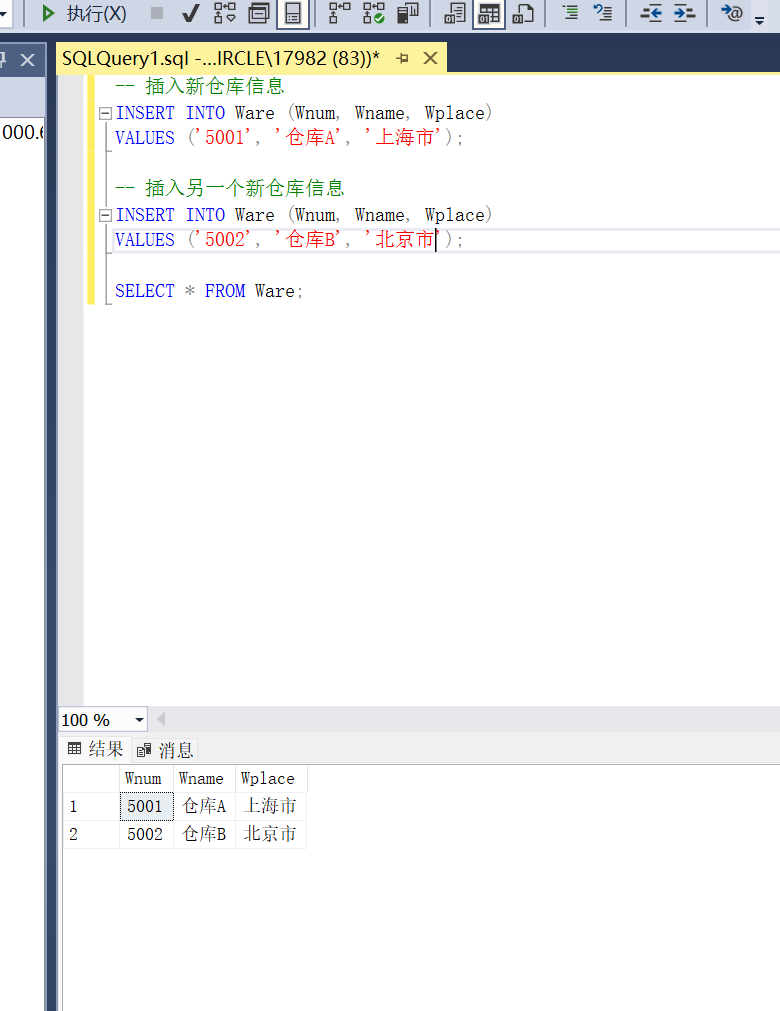 执行(X)
SQLQuery1.sql -...IRCLE\17982 (83))*
000.6
-- 插入新仓库信息
INSERT INTO Ware (Wnum, Wname, Wplace)
VALUES ('5001', '仓库A', '上海市');
-- 插入另一个新仓库信息
INSERT INTO Ware (Wnum, Wname, Wplace)
VALUES ('5002', '仓库B', '北京市');
SELECT * FROM Ware;
100 %
结果 消息
Wnum Wname Wplace
1 5001 仓库A 上海市
2 5002 仓库B 北京市